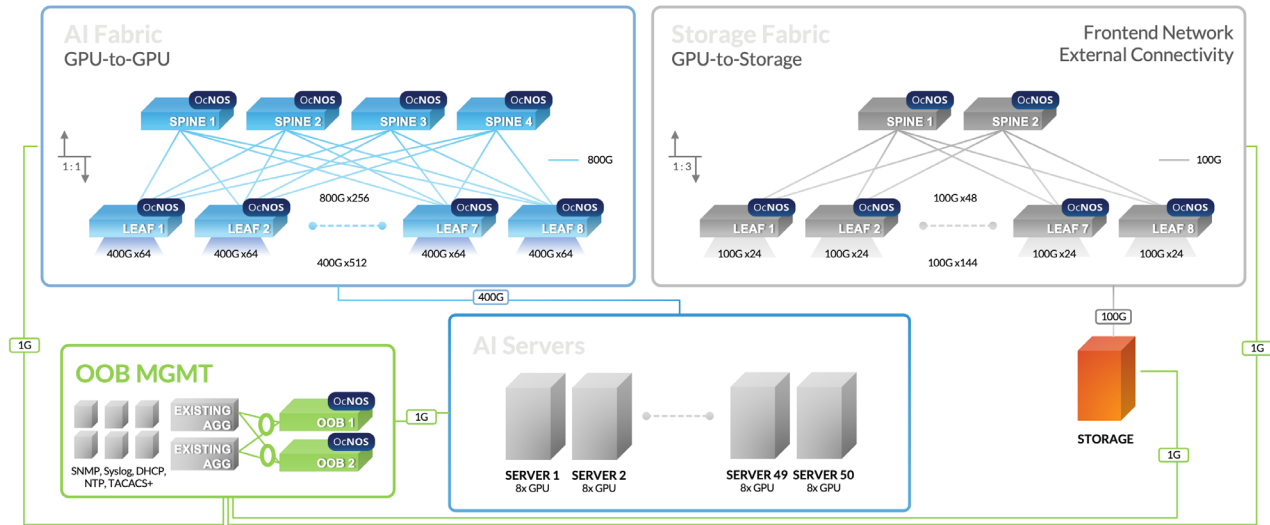 AI Fabric
GPU-to-GPU
OcNOS
SPINE 1
OcNOS
SPINE 2
OcNOS
SPINE 3
OcNOS
SPINE 4
1:1
800G
800G x256
OcNOS
LEAF 1
OcNOS
LEAF 2
OcNOS
LEAF 7
OcNOS
LEAF 8
400G x64
400G x64
400G x512
400G x64
400G x64
Storage Fabric
GPU-to-Storage
Frontend Network
External Connectivity
OcNOS
SPINE 1
OcNOS
SPINE 2
1:3
100G
100G x48
OcNOS
LEAF 1
OcNOS
LEAF 2
OcNOS
LEAF 7
OcNOS
LEAF 8
100G x24
100G x24
100G x144
100G x24
100G x24
400G
100G
1G
1G
OOB MGMT
EXISTING
AGG
EXISTING
AGG
OcNOS
OOB 1
OcNOS
OOB 2
SNMP, Syslog, DHCP,
NTP, TACACS+
1G
AI Servers
SERVER 1
8x GPU
SERVER 2
8x GPU
SERVER 49
8x GPU
SERVER 50
8x GPU
STORAGE
1G